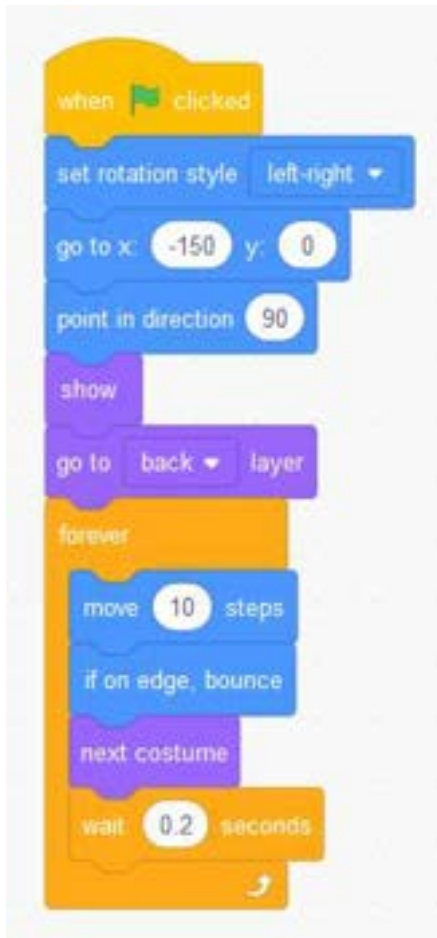 when clicked
set rotation style left-right
go to x: -150 y: 0
point in direction 90
show
go to back layer
forever
move 10 steps
if on edge, bounce
next costume
wait 0.2 seconds